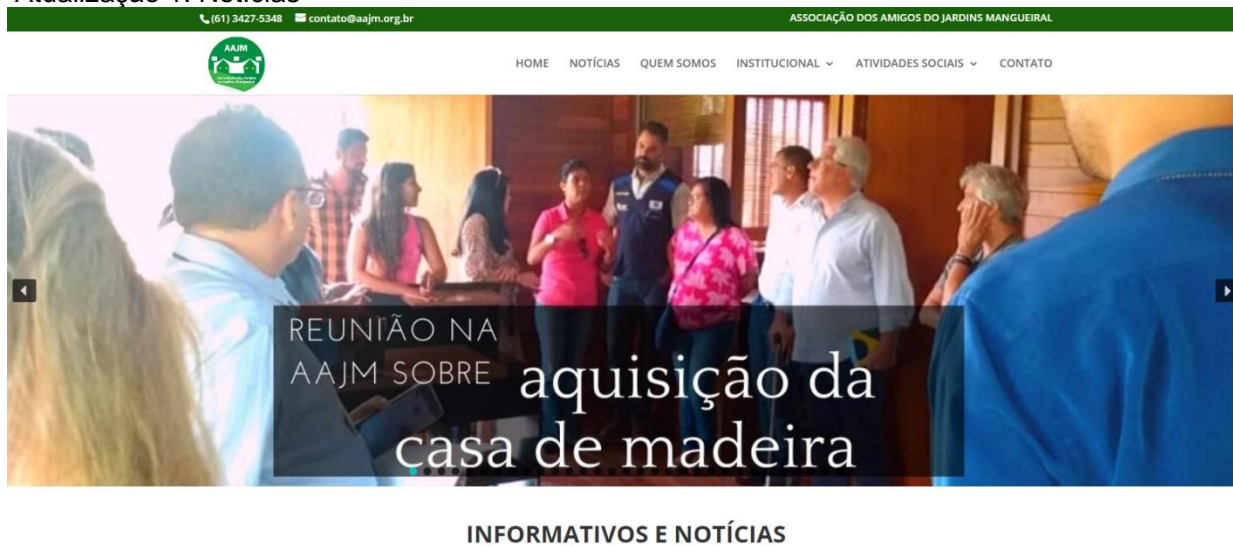 (61) 3427-5348 contato@aajm.org.br ASSOCIAÇÃO DOS AMIGOS DO JARDINS MANGUEIRAL
AAJM
HOME NOTÍCIAS QUEM SOMOS INSTITUCIONAL ATIVIDADES SOCIAIS CONTATO
REUNIÃO NA
AAJM SOBRE aquisição da
casa de madeira
INFORMATIVOS E NOTÍCIAS